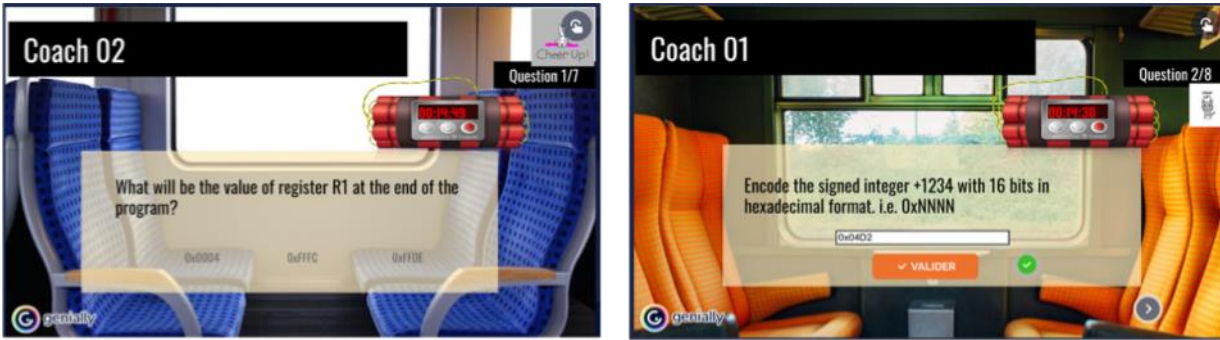 Coach 02
Cheer Up!
Question 1/7
00:14:49
What will be the value of register R1 at the end of the
program?
0x0004
0xFFFC
0xFFDE
genially
Coach 01
Question 2/8
00:14:30
Encode the signed integer +1234 with 16 bits in
hexadecimal format. i.e. 0xNNNN
0x04D2
VALIDER
genially